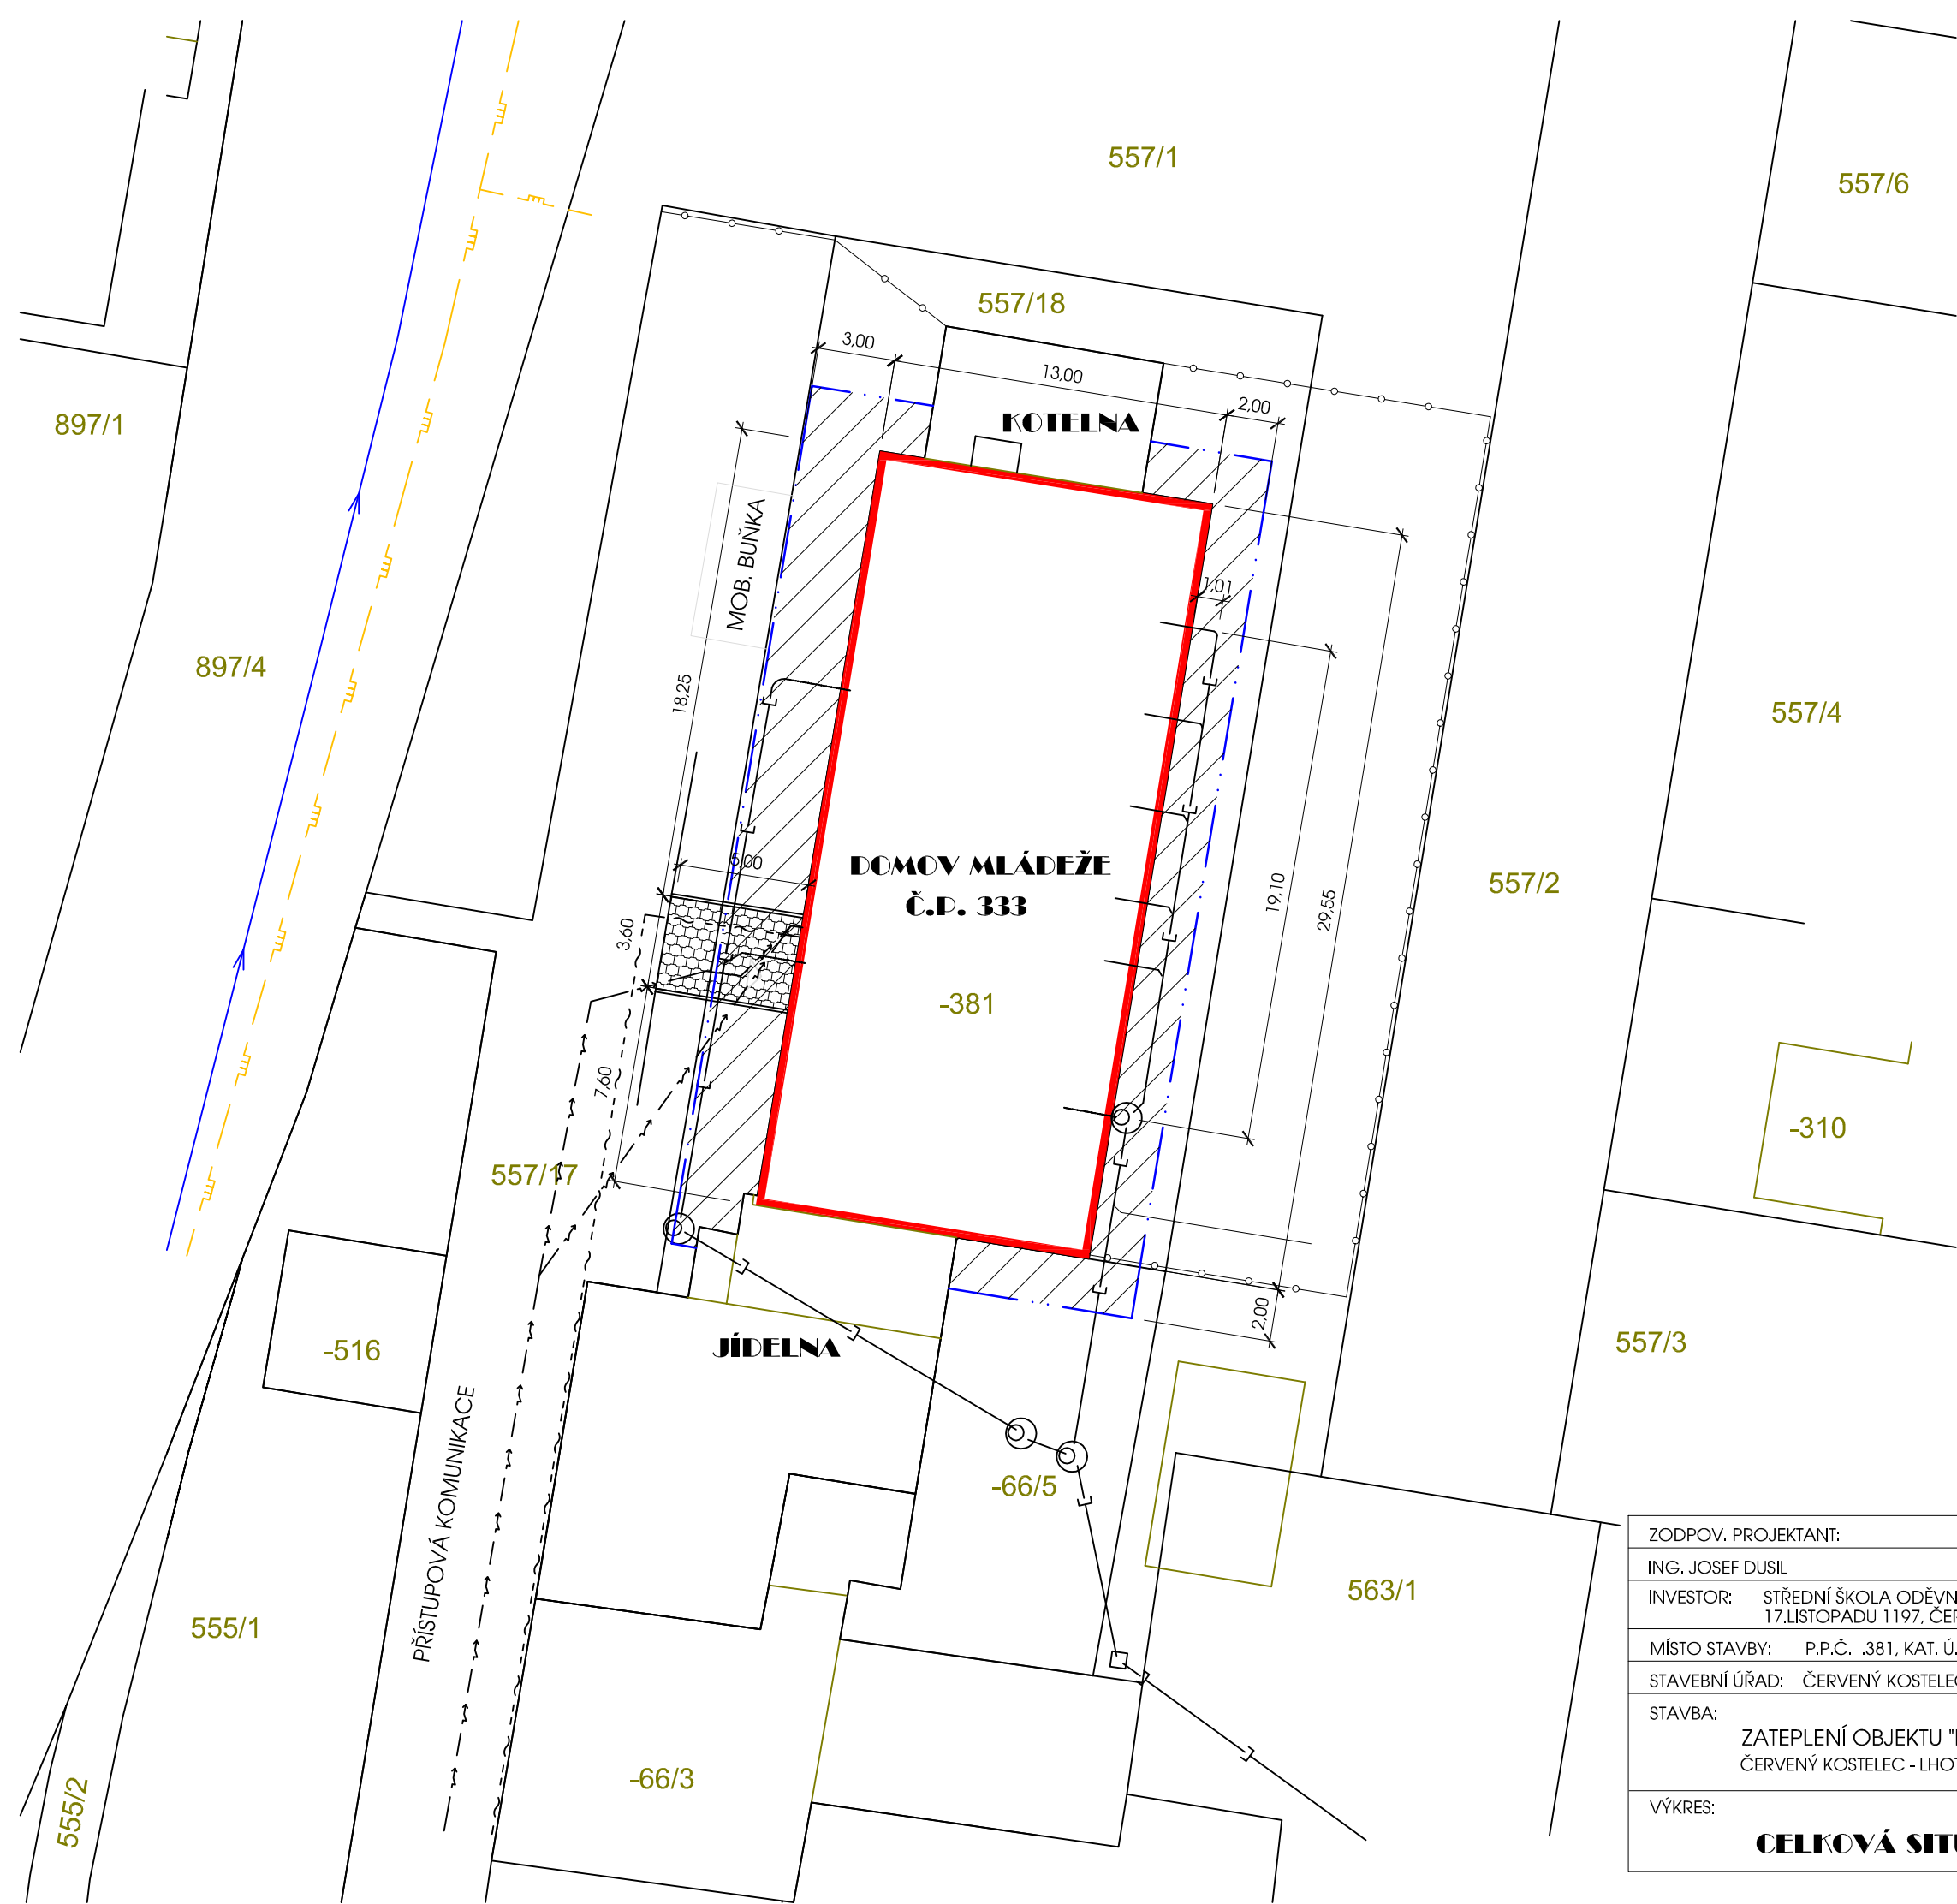 557/1
557/6
557/18
3,00
13,00
2,00
KOTELNA
897/1
MOB. BUŇKA
1,01
897/4
18,25
557/4
5,00
DOMOV MLÁDEŽE
Č.P. 333
557/2
19,10
29,55
3,60
-381
7,60
557/17
-310
2,00
-516
JÍDELNA
557/3
PŘÍSTUPOVÁ KOMUNIKACE
-66/5
563/1
555/1
-66/3
555/2
ZODPOV. PROJEKTANT:
ING. JOSEF DUSIL
INVESTOR: STŘEDNÍ ŠKOLA ODĚVN
17.LISTOPADU 1197, ČE
MÍSTO STAVBY: P.P.Č. .381, KAT. Ú.
STAVEBNÍ ÚŘAD: ČERVENÝ KOSTELE
STAVBA:
ZATEPLENÍ OBJEKTU "
ČERVENÝ KOSTELEC - LHO
VÝKRES:
CELKOVÁ SIT